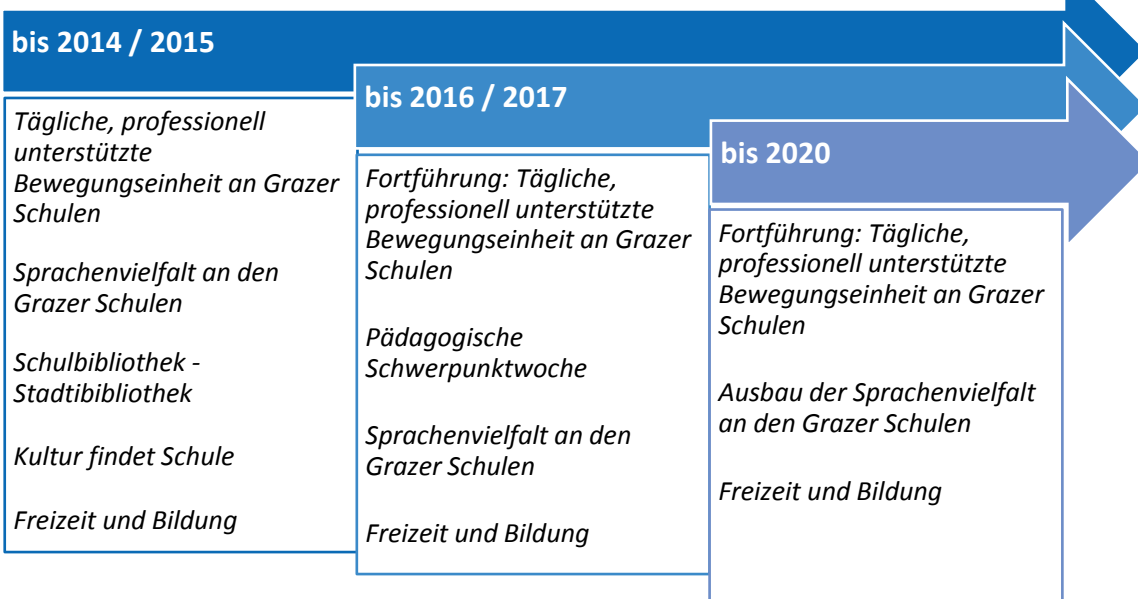 bis 2014 / 2015
Tägliche, professionell
unterstützte
Bewegungseinheit an Grazer
Schulen
Sprachenvielfalt an den
Grazer Schulen
Schulbibliothek -
Stadtibibliothek
Kultur findet Schule
Freizeit und Bildung
bis 2016 / 2017
Fortführung: Tägliche,
professionell unterstützte
Bewegungseinheit an Grazer
Schulen
Pädagogische
Schwerpunktwoche
Sprachenvielfalt an den
Grazer Schulen
Freizeit und Bildung
bis 2020
Fortführung: Tägliche,
professionell unterstützte
Bewegungseinheit an Grazer
Schulen
Ausbau der Sprachenvielfalt
an den Grazer Schulen
Freizeit und Bildung